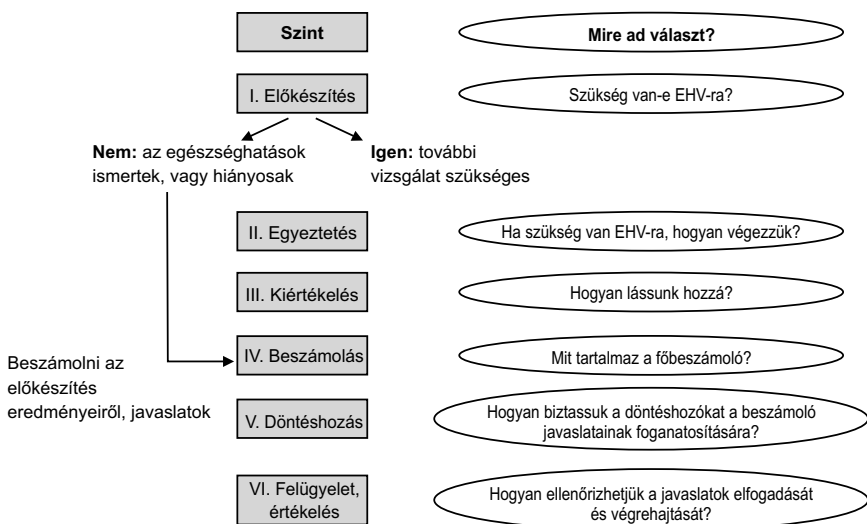 Szint
Mire ad választ?
I. Előkészítés
Szükség van-e EHV-ra?
Nem: az egészséghatások
ismertek, vagy hiányosak
Igen: további
vizsgálat szükséges
II. Egyeztetés
Ha szükség van EHV-ra, hogyan végezzük?
III. Kiértékelés
Hogyan lássunk hozzá?
Beszámolni az
előkészítés
eredményeiről, javaslatok
IV. Beszámolás
Mit tartalmaz a főbeszámoló?
V. Döntéshozás
Hogyan biztassuk a döntéshozókat a beszámoló
javaslatainak foganatosítására?
VI. Felügyelet,
értékelés
Hogyan ellenőrizhetjük a javaslatok elfogadását
és végrehajtását?